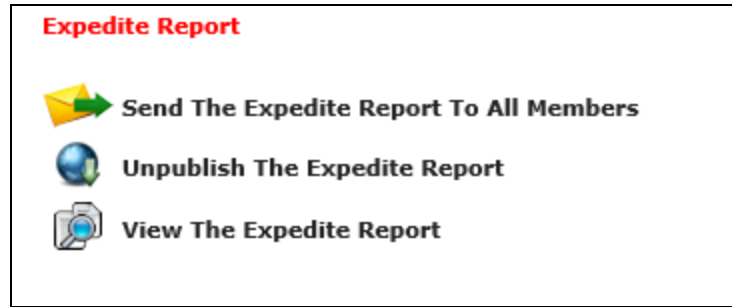 Expedite Report
Send The Expedite Report To All Members
Unpublish The Expedite Report
View The Expedite Report